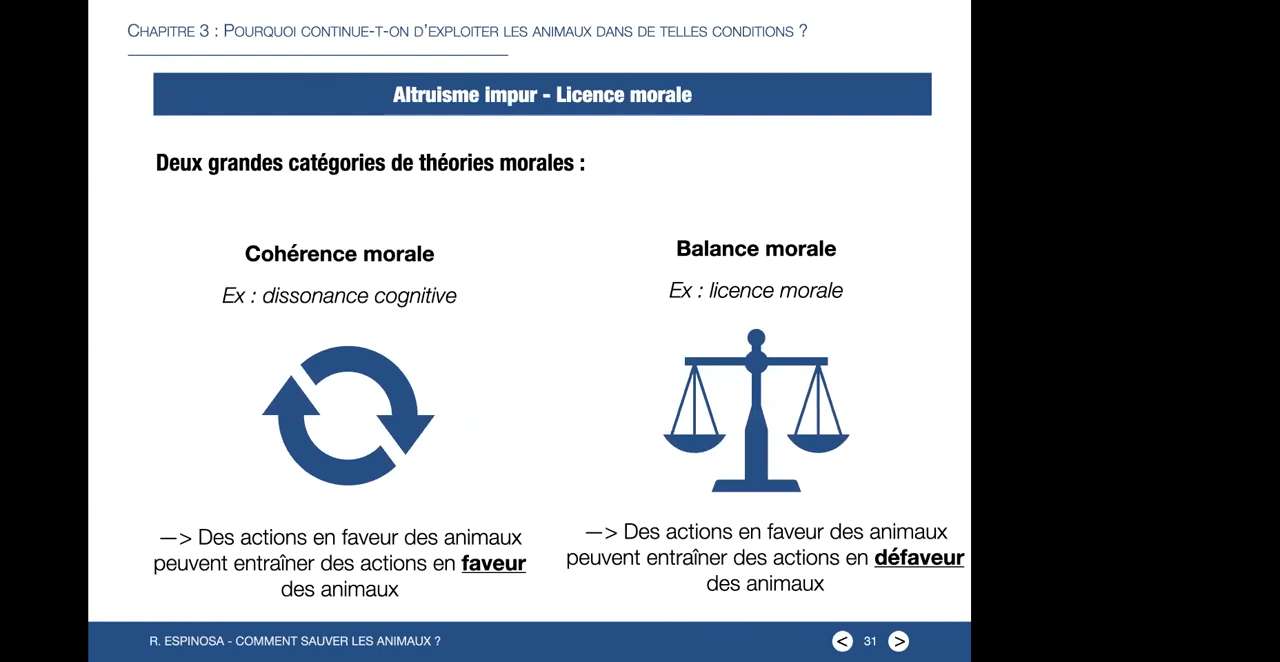 CHAPITRE 3 : POURQUOI CONTINUE-T-ON D'EXPLOITER LES ANIMAUX DANS DE TELLES CONDITIONS ?
Altruisme impur - Licence morale
Deux grandes catégories de théories morales :
Cohérence morale
Ex : dissonance cognitive
—> Des actions en faveur des animaux
peuvent entraîner des actions en faveur
des animaux
Balance morale
Ex : licence morale
—> Des actions en faveur des animaux
peuvent entraîner des actions en défaveur
des animaux
R. ESPINOSA - COMMENT SAUVER LES ANIMAUX ?
< 31 >